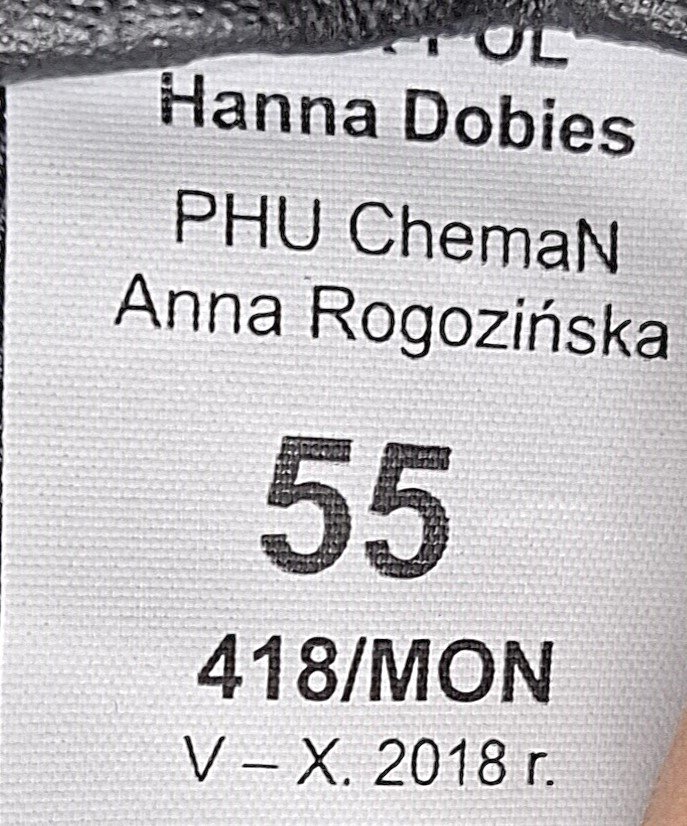 Hanna Dobies
PHU ChemaN
Anna Rogozińska
55
418/MON
V – X. 2018 r.